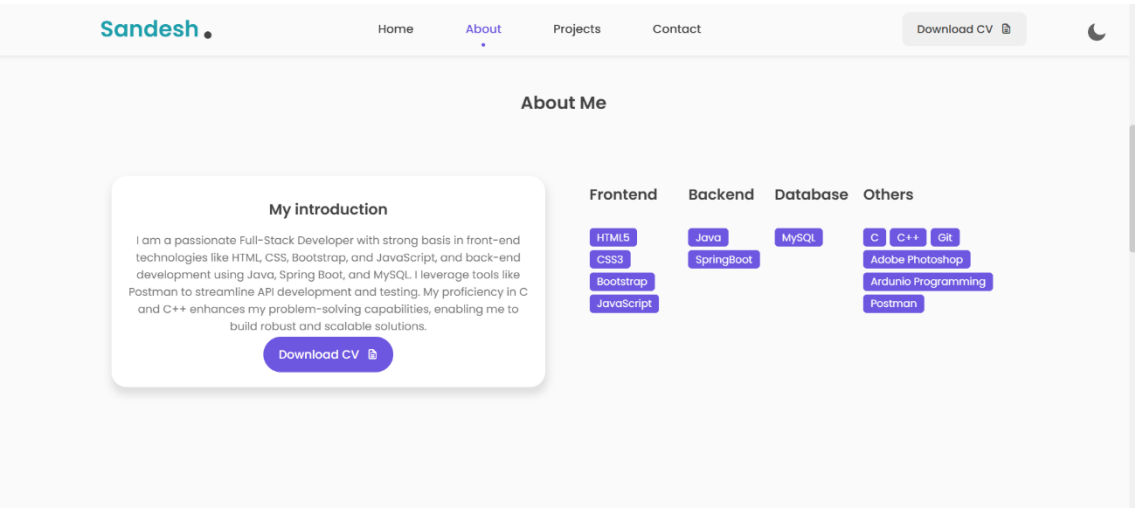 Sandesh .
Home About Projects Contact
Download CV
About Me
My introduction
I am a passionate Full-Stack Developer with strong basis in front-end
technologies like HTML, CSS, Bootstrap, and JavaScript, and back-end
development using Java, Spring Boot, and MySQL. I leverage tools like
Postman to streamline API development and testing. My proficiency in C
and C++ enhances my problem-solving capabilities, enabling me to
build robust and scalable solutions.
Download CV
Frontend
HTML5
CSS3
Bootstrap
JavaScript
Backend
Java
SpringBoot
Database
MySQL
Others
C C++ Git
Adobe Photoshop
Ardunio Programming
Postman